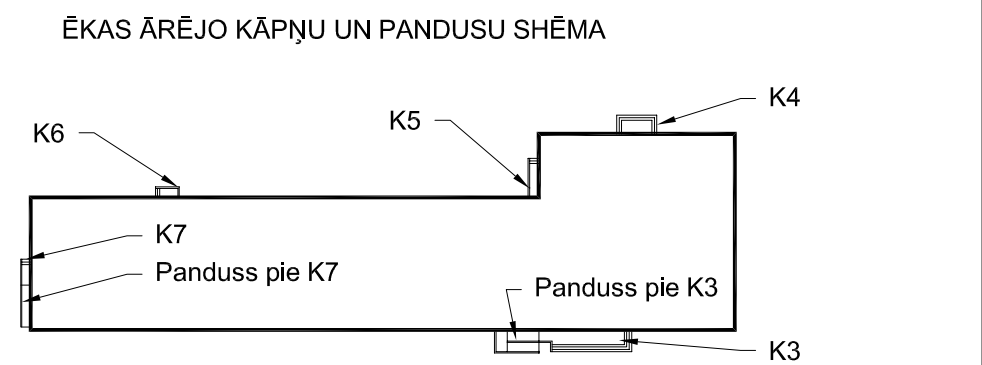 ĒKAS ĀRĒJO KĀPŅU UN PANDUSU SHĒMA
K4
K5
K6
K7
Panduss pie K7
Panduss pie K3
K3